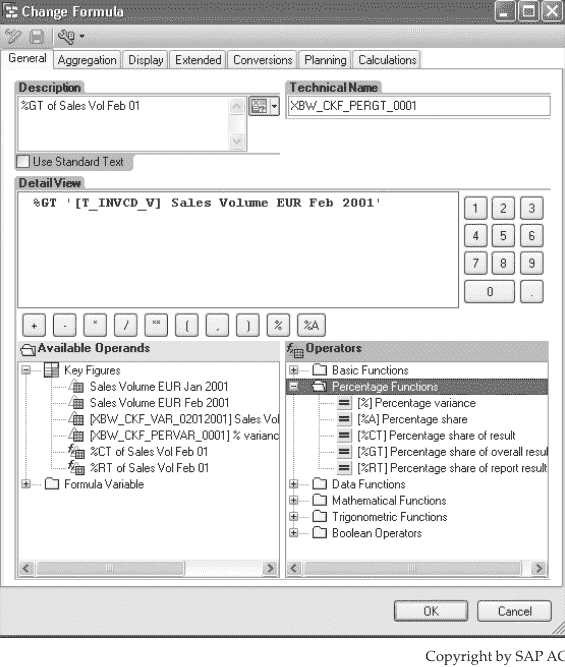 Change Formula
General Aggregation Display Extended Conversions Planning Calculations
Description
%GT of Sales Vol Feb 01
Technical Name
XBW_CKF_PERGT_0001
Use Standard Text
Detail View
%GT '[T_INVCD_V] Sales Volume EUR Feb 2001'
1 2 3
4 5 6
7 8 9
0 .
+ - * / ** ( , ) % %A
Available Operands
Key Figures
Sales Volume EUR Jan 2001
Sales Volume EUR Feb 2001
[XBW_CKF_VAR_02012001] Sales Vol
[XBW_CKF_PERVAR_0001] % varianc
%CT of Sales Vol Feb 01
%RT of Sales Vol Feb 01
Formula Variable
Operators
Basic Functions
Percentage Functions
[%] Percentage variance
[%A] Percentage share
[%CT] Percentage share of result
[%GT] Percentage share of overall resul
[%RT] Percentage share of report result
Data Functions
Mathematical Functions
Trigonometric Functions
Boolean Operators
OK Cancel
Copyright by SAP AG